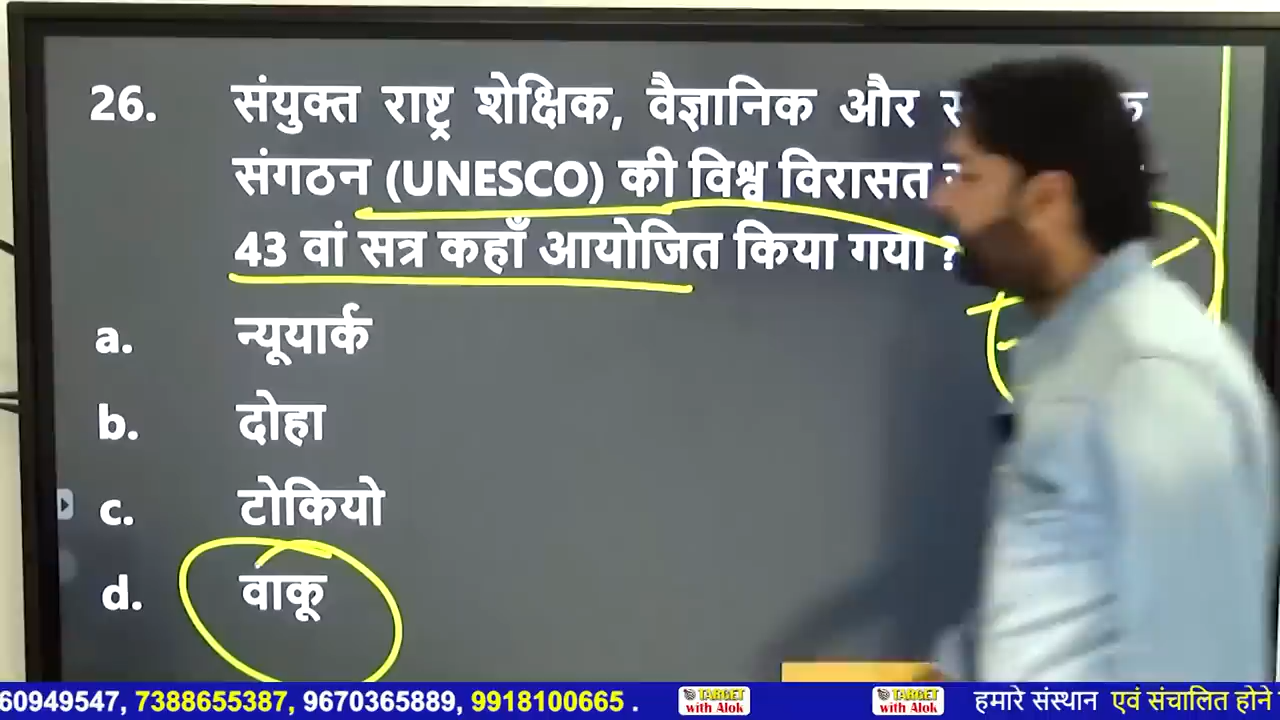 26. संयुक्त राष्ट्र शेक्षिक, वैज्ञानिक और
संगठन (UNESCO) की विश्व विरासत
43 वां सत्र कहाँ आयोजित किया गया ?
a. न्यूयार्क
b. दोहा
c. टोकियो
d. वाकू
60949547, 7388655387, 9670365889, 9918100665 . TARGET with Alok TARGET with Alok हमारे संस्थान एवं संचालित होने